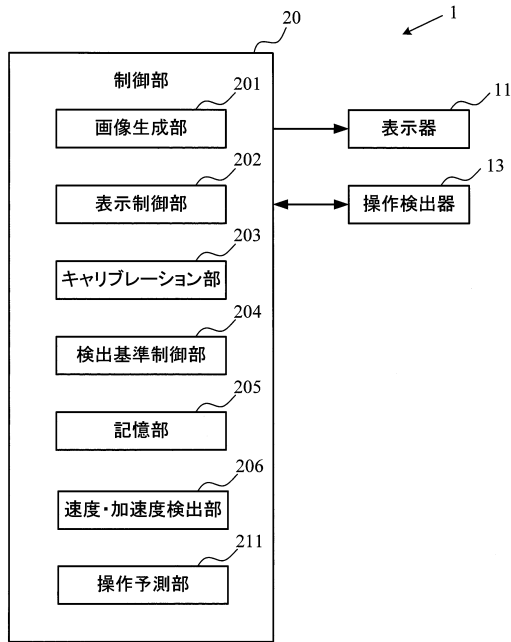 20
1
制御部
201
画像生成部
11
表示器
202
表示制御部
13
操作検出器
203
キャリブレーション部
204
検出基準制御部
205
記憶部
206
速度・加速度検出部
211
操作予測部